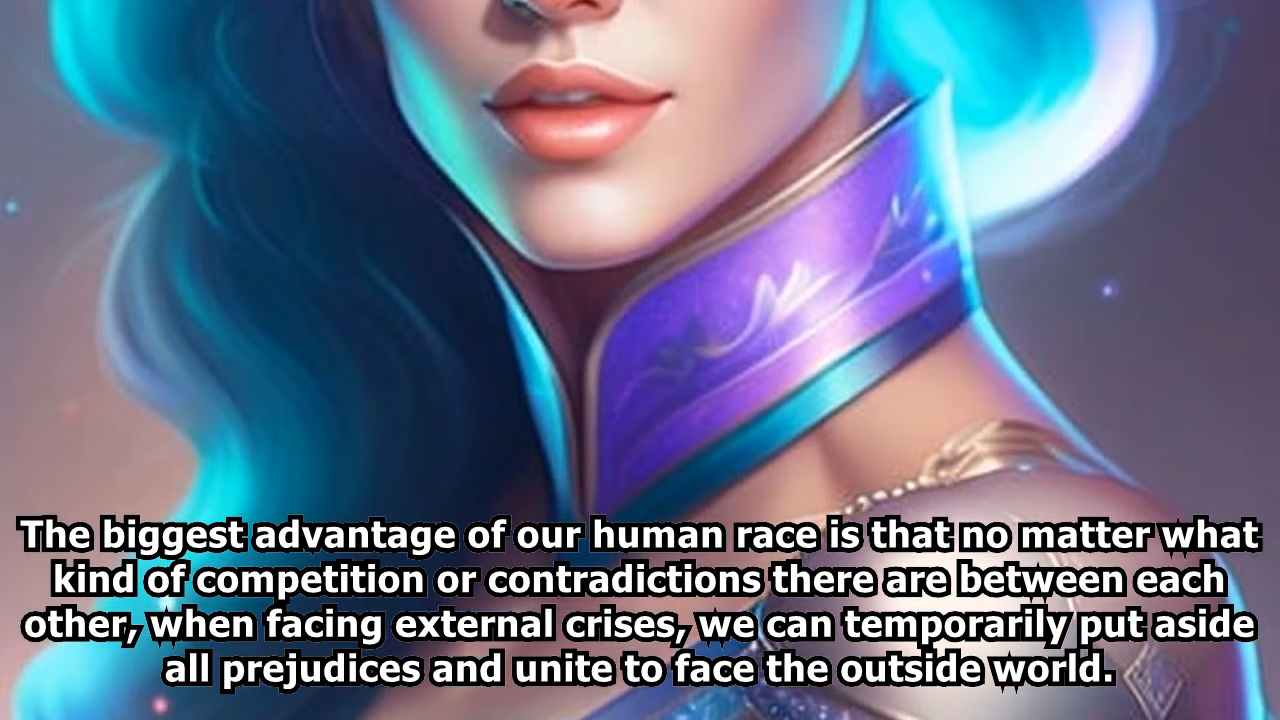 The biggest advantage of our human race is that no matter what
kind of competition or contradictions there are between each
other, when facing external crises, we can temporarily put aside
all prejudices and unite to face the outside world.